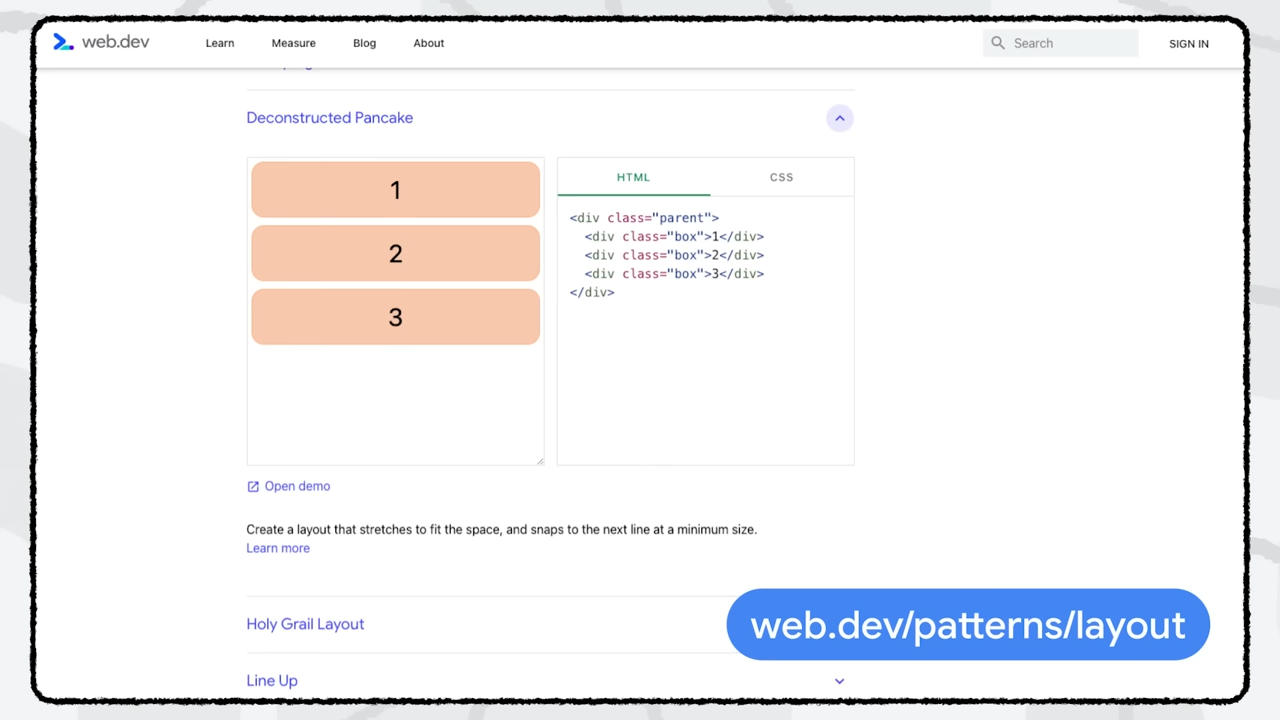 web.dev
Learn
Measure
Blog
About
Search
SIGN IN
Deconstructed Pancake
1
2
3
HTML
CSS
<div class="parent">
  <div class="box">1</div>
  <div class="box">2</div>
  <div class="box">3</div>
</div>
Open demo
Create a layout that stretches to fit the space, and snaps to the next line at a minimum size.
Learn more
Holy Grail Layout
web.dev/patterns/layout
Line Up